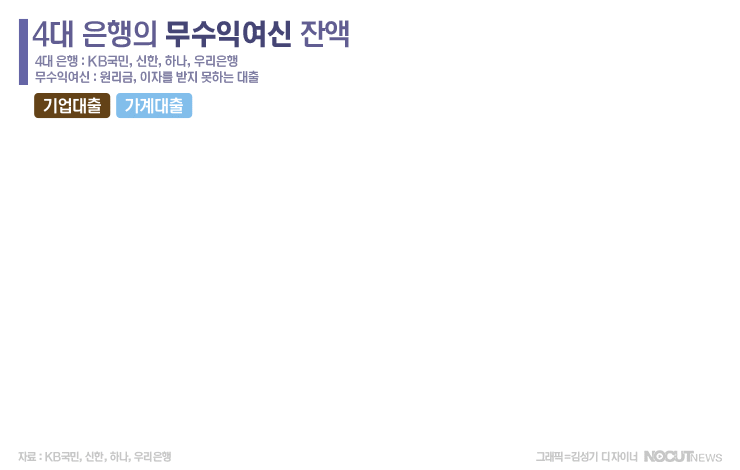 4대 은행의 무수익여신 잔액
4대 은행 : KB국민, 신한, 하나, 우리은행
무수익여신 : 원리금, 이자를 받지 못하는 대출
기업대출 가계대출
자료 : KB국민, 신한, 하나, 우리은행
그래픽=김성기 디자이너 NOCUTNEWS